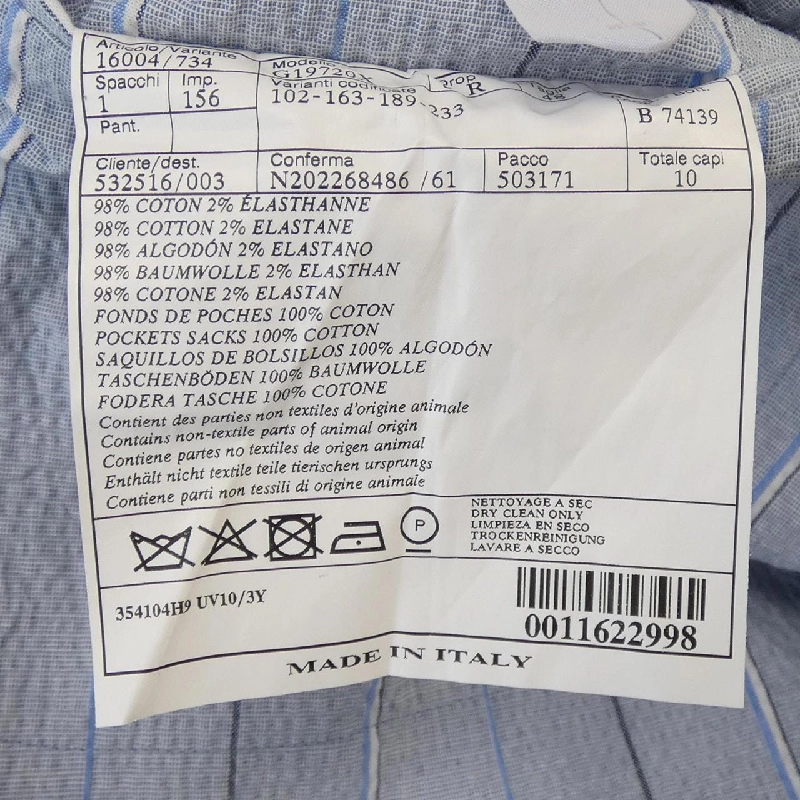 Articolo/Variante
16004/734
Modello
G19720X
Drop
R
Spacchi
1
Imp.
156
Varianti
102-163-189-233
B 74139
Pant.
Cliente/dest.
532516/003
Conferma
N202268486 /61
Pacco
503171
Totale capi
10
98% COTON 2% ÉLASTHANNE
98% COTTON 2% ELASTANE
98% ALGODÓN 2% ELASTANO
98% BAUMWOLLE 2% ELASTHAN
98% COTONE 2% ELASTAN
FONDS DE POCHES 100% COTON
POCKETS SACKS 100% COTTON
SAQUILLOS DE BOLSILLOS 100% ALGODÓN
TASCHENBÖDEN 100% BAUMWOLLE
FODERA TASCHE 100% COTONE
Contient des parties non textiles d'origine animale
Contains non-textile parts of animal origin
Contiene partes no textiles de origen animal
Enthält nicht textile teile tierischen ursprungs
Contiene parti non tessili di origine animale
P
NETTOYAGE A SEC
DRY CLEAN ONLY
LIMPIEZA EN SECO
TROCKENREINIGUNG
LAVARE A SECCO
354104H9 UV10/3Y
0011622998
MADE IN ITALY